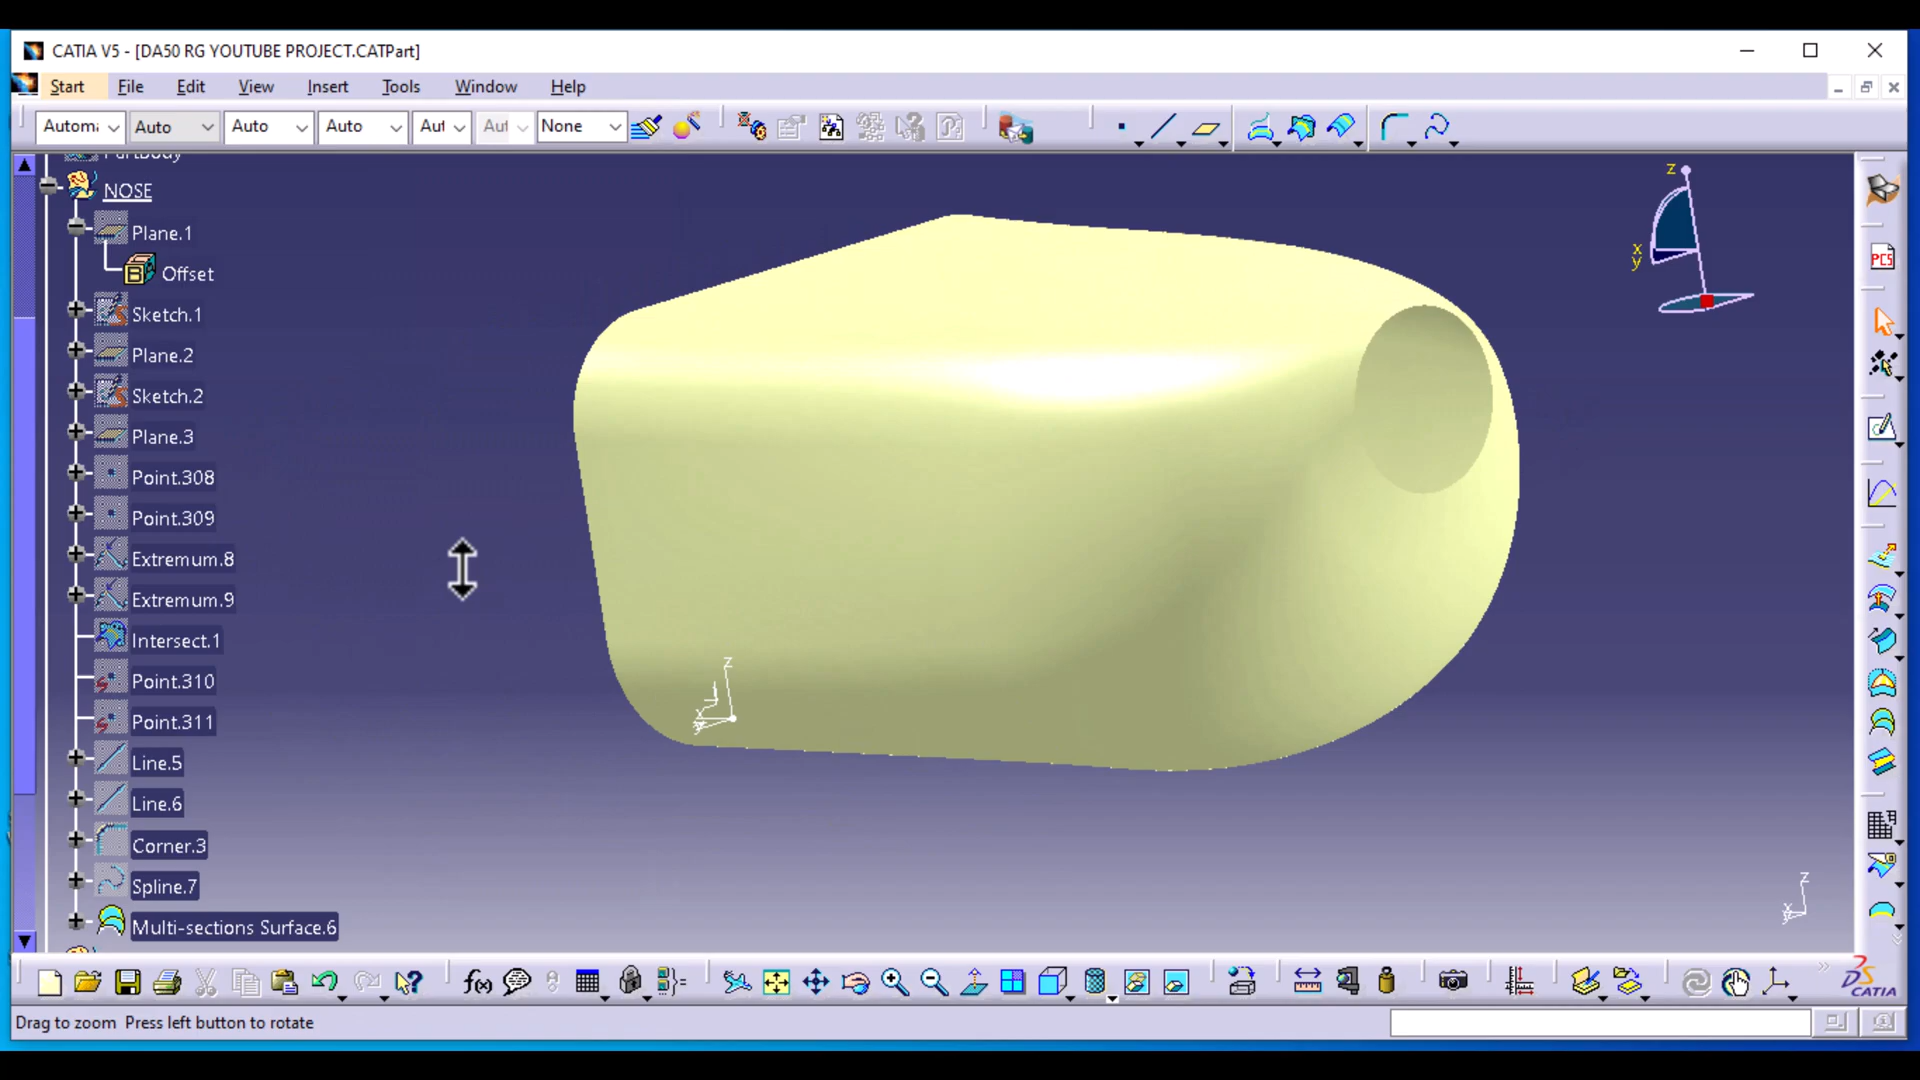 CATIA V5 - [DA50 RG YOUTUBE PROJECT.CATPart]
Start File Edit View Insert Tools Window Help
Auto Auto Auto None
PartBody
NOSE
Plane.1
Offset
Sketch.1
Plane.2
Sketch.2
Plane.3
Point.308
Point.309
Extremum.8
Extremum.9
Intersect.1
Point.310
Point.311
Line.5
Line.6
Corner.3
Spline.7
Multi-sections Surface.6
z
x
y
z
x
y
z
x
y
PCS
f(x)
CATIA
Drag to zoom Press left button to rotate